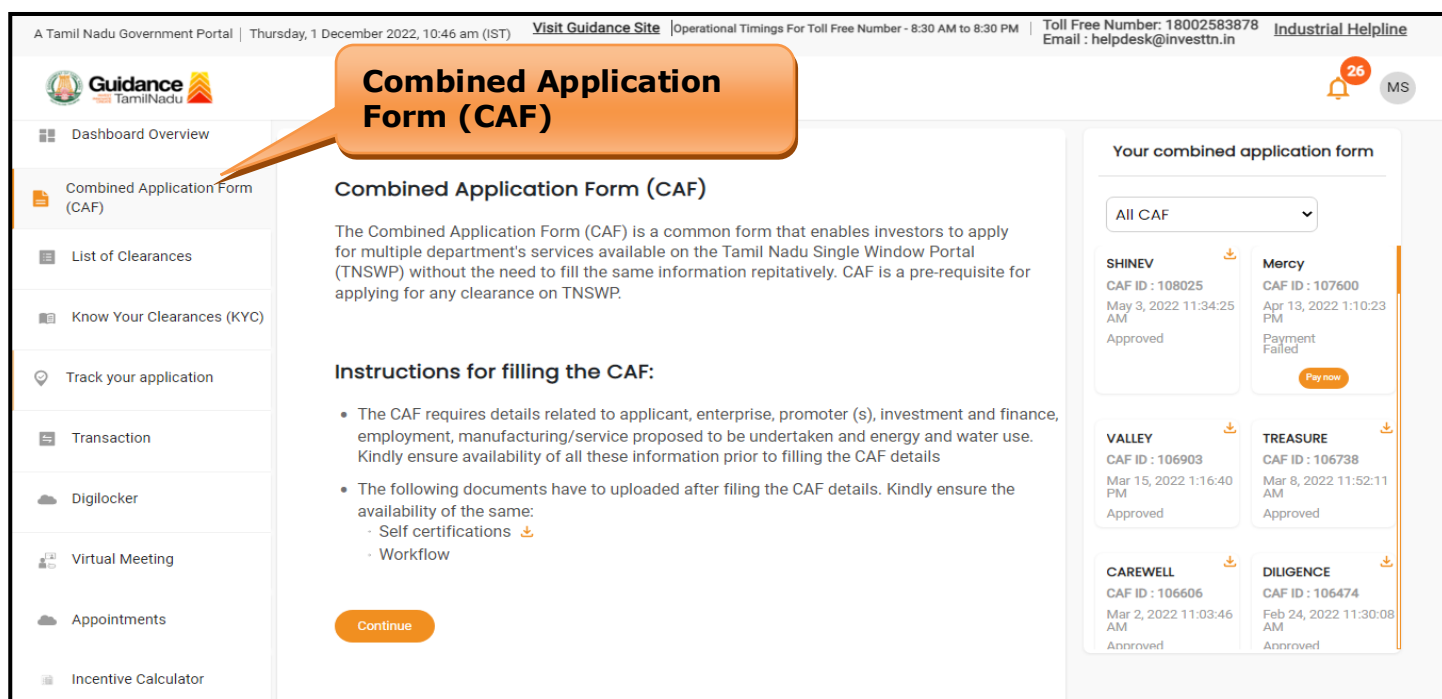 A Tamil Nadu Government Portal | Thursday, 1 December 2022, 10:46 am (IST)
Visit Guidance Site |Operational Timings For Toll Free Number - 8:30 AM to 8:30 PM |
Toll Free Number: 18002583878
Email : helpdesk@investtn.in
Industrial Helpline
Guidance
TamilNadu
Combined Application
Form (CAF)
26
MS
Dashboard Overview
Combined Application Form
(CAF)
List of Clearances
Know Your Clearances (KYC)
Track your application
Transaction
Digilocker
Virtual Meeting
Appointments
Incentive Calculator
Combined Application Form (CAF)
The Combined Application Form (CAF) is a common form that enables investors to apply
for multiple department's services available on the Tamil Nadu Single Window Portal
(TNSWP) without the need to fill the same information repitatively. CAF is a pre-requisite for
applying for any clearance on TNSWP.
Instructions for filling the CAF:
• The CAF requires details related to applicant, enterprise, promoter (s), investment and finance,
employment, manufacturing/service proposed to be undertaken and energy and water use.
Kindly ensure availability of all these information prior to filling the CAF details
• The following documents have to uploaded after filing the CAF details. Kindly ensure the
availability of the same:
· Self certifications
· Workflow
Continue
Your combined application form
All CAF
SHINEV
CAF ID : 108025
May 3, 2022 11:34:25
AM
Approved
Mercy
CAF ID : 107600
Apr 13, 2022 1:10:23
PM
Payment
Failed
Pay now
VALLEY
CAF ID : 106903
Mar 15, 2022 1:16:40
PM
Approved
TREASURE
CAF ID : 106738
Mar 8, 2022 11:52:11
AM
Approved
CAREWELL
CAF ID : 106606
Mar 2, 2022 11:03:46
AM
Approved
DILIGENCE
CAF ID : 106474
Feb 24, 2022 11:30:08
AM
Approved